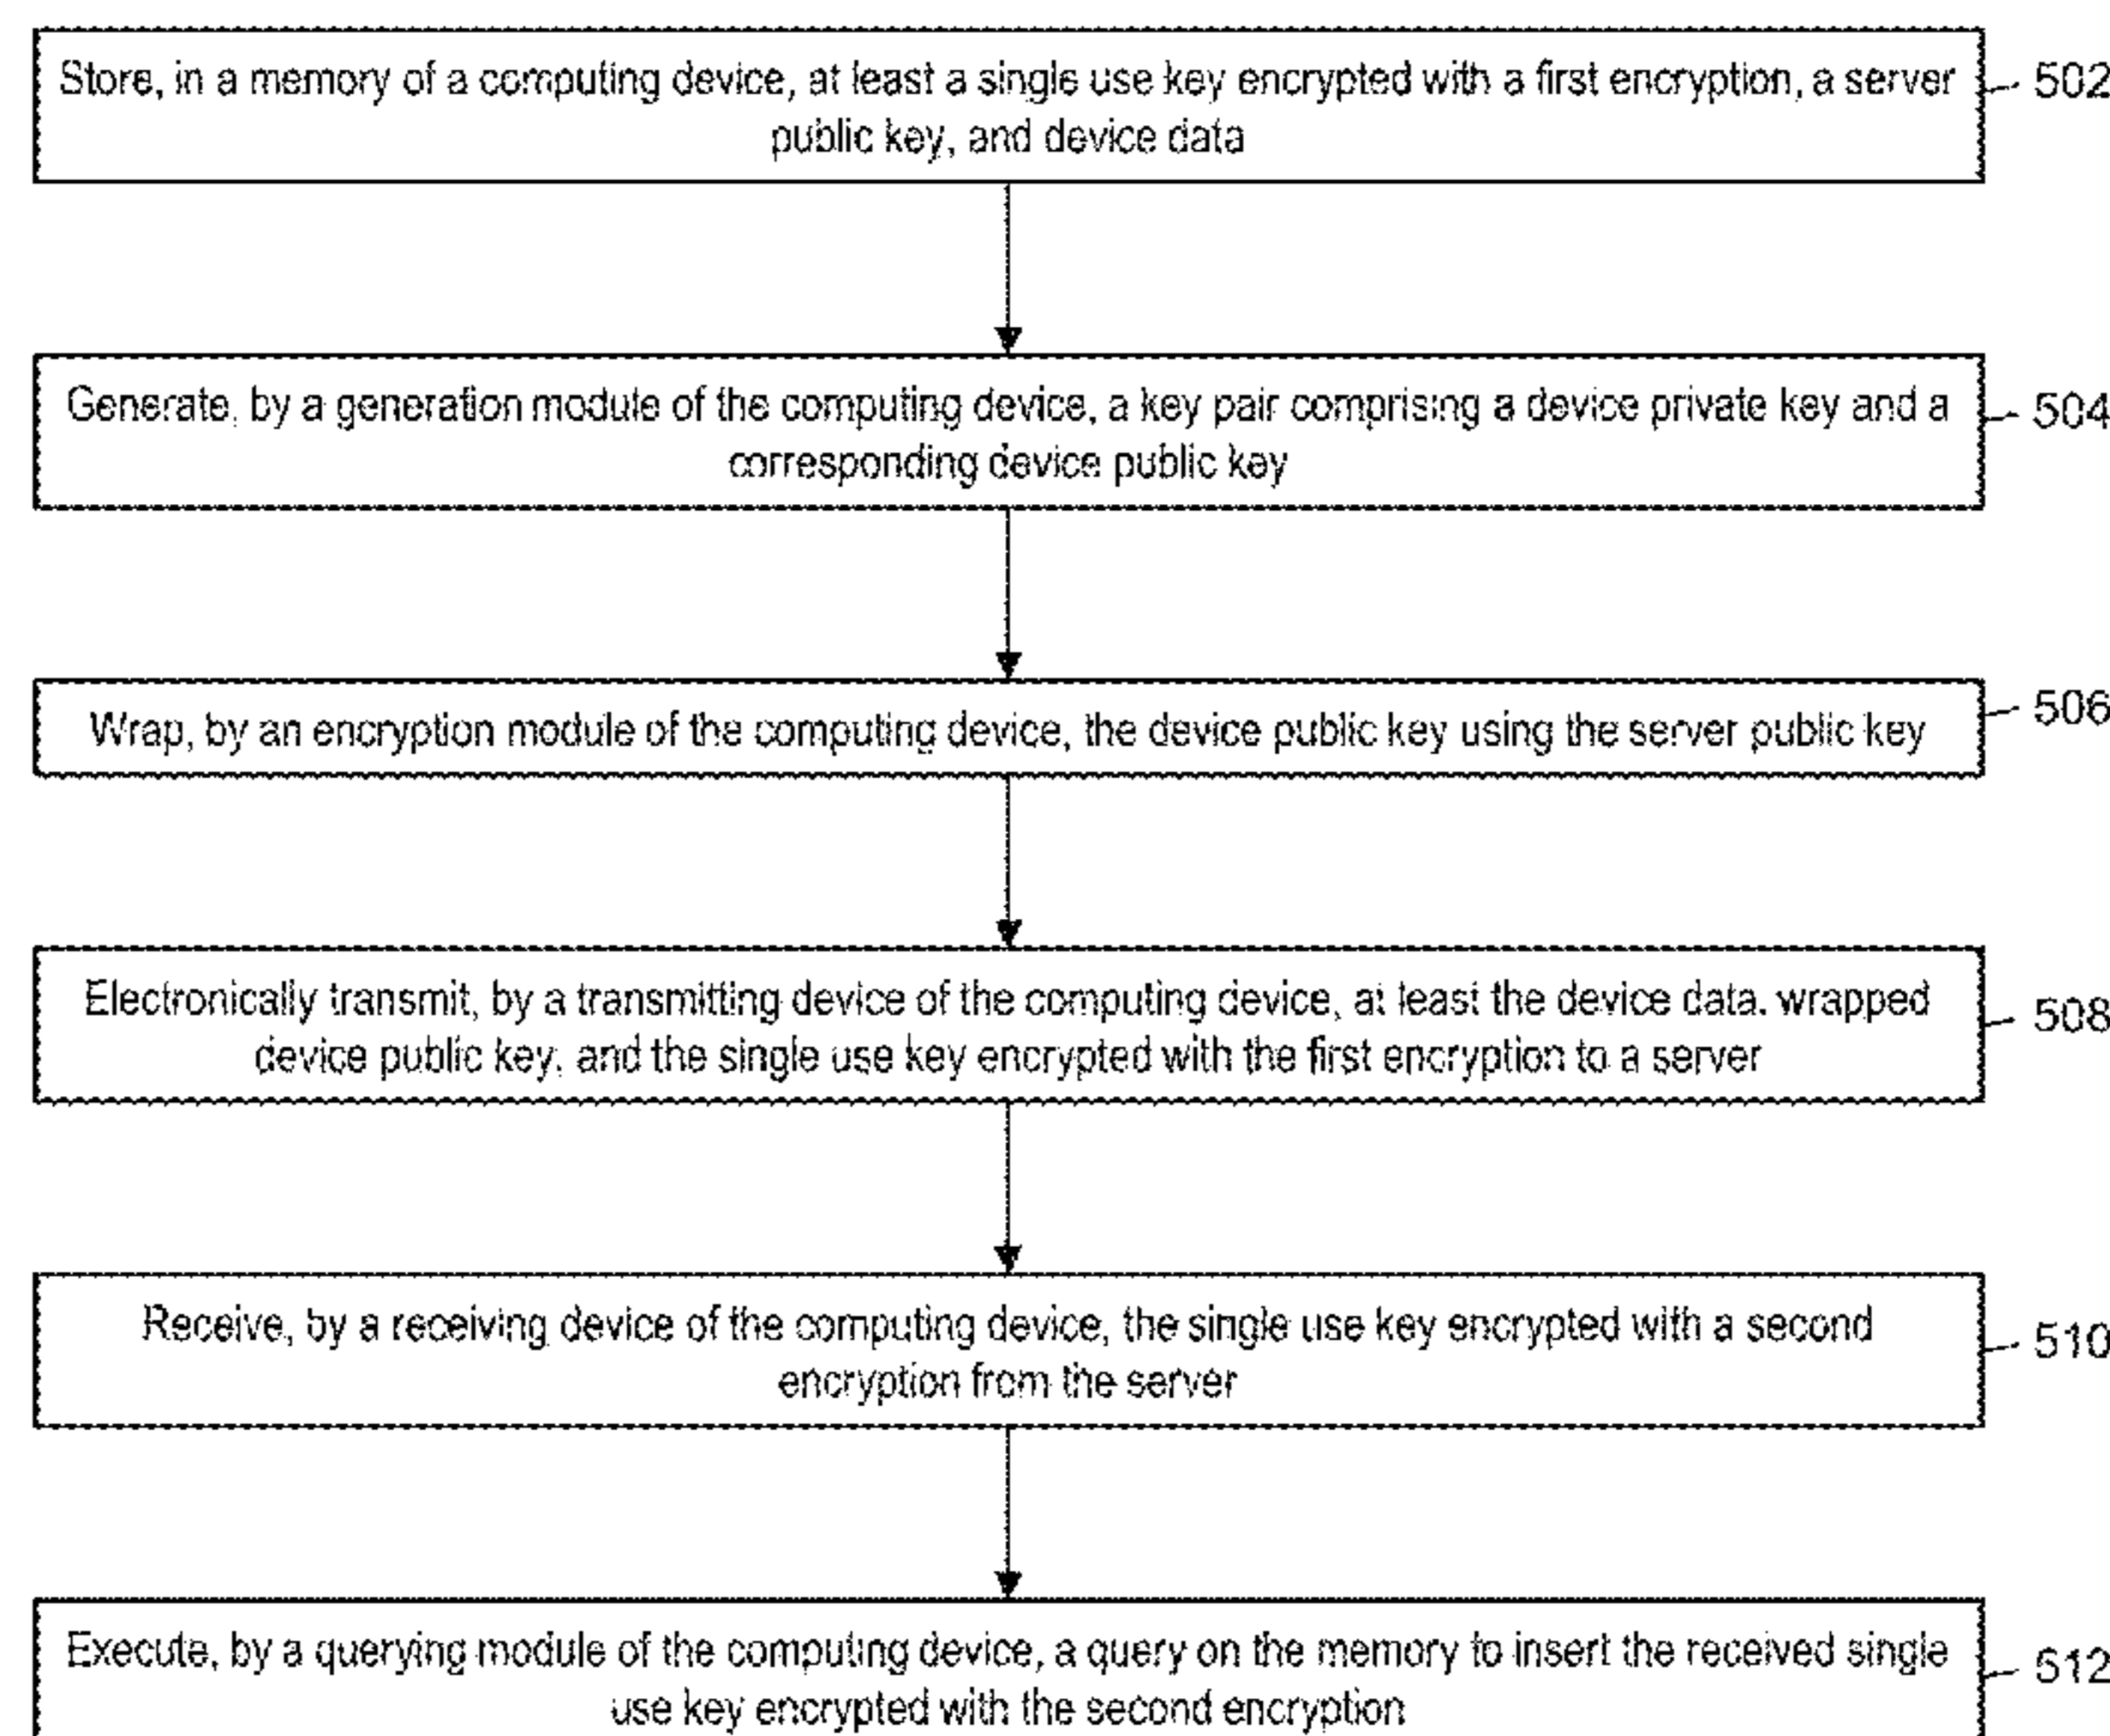 Store, in a memory of a computing device, at least a single use key encrypted with a first encryption, a server
public key, and device data
502
Generate, by a generation module of the computing device, a key pair comprising a device private key and a
corresponding device public key
504
Wrap, by an encryption module of the computing device, the device public key using the server public key
506
Electronically transmit, by a transmitting device of the computing device, at least the device data, wrapped
device public key, and the single use key encrypted with the first encryption to a server
508
Receive, by a receiving device of the computing device, the single use key encrypted with a second
encryption from the server
510
Execute, by a querying module of the computing device, a query on the memory to insert the received single
use key encrypted with the second encryption
512